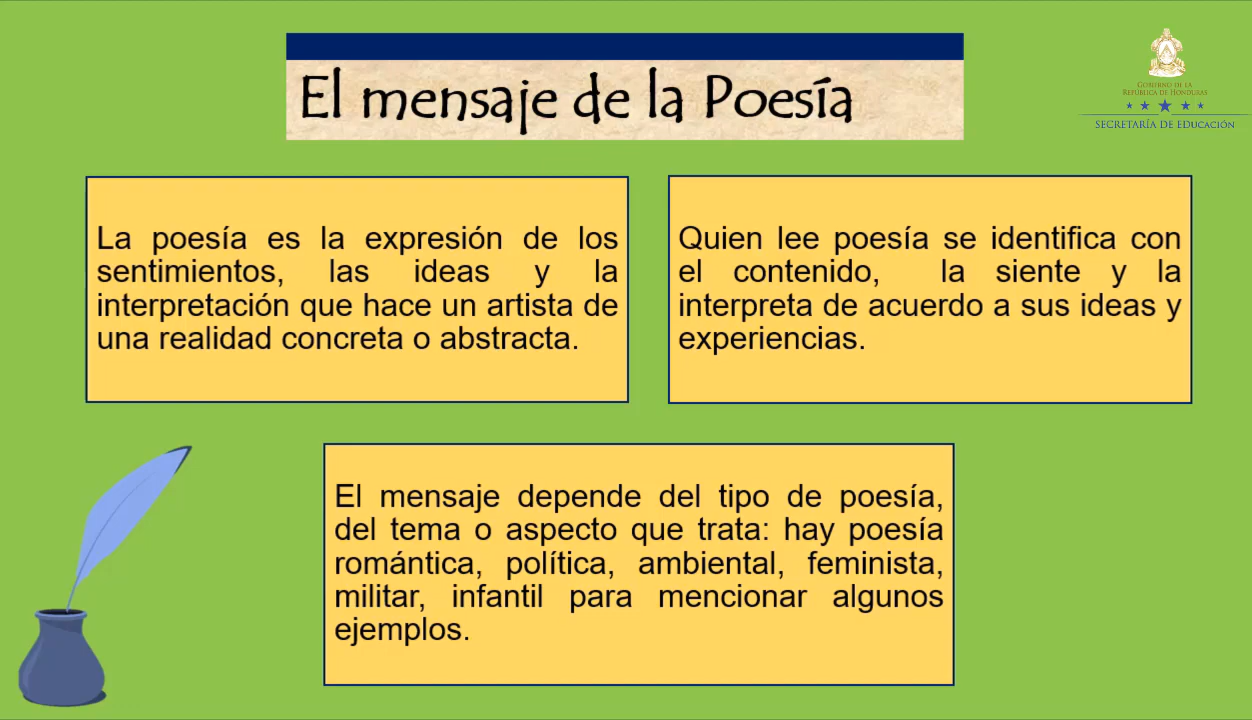 El mensaje de la Poesía
GOBIERNO DE LA
REPÚBLICA DE HONDURAS
SECRETARÍA DE EDUCACIÓN
La poesía es la expresión de los
sentimientos, las ideas y la
interpretación que hace un artista de
una realidad concreta o abstracta.
Quien lee poesía se identifica con
el contenido, la siente y la
interpreta de acuerdo a sus ideas y
experiencias.
El mensaje depende del tipo de poesía,
del tema o aspecto que trata: hay poesía
romántica, política, ambiental, feminista,
militar, infantil para mencionar algunos
ejemplos.